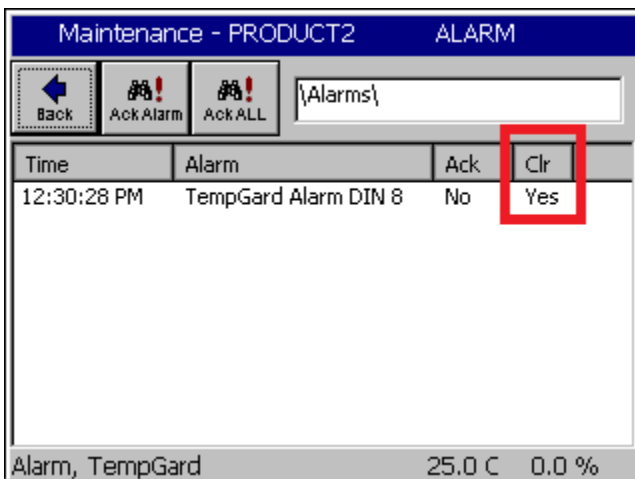 Maintenance - PRODUCT2 ALARM
Back Ack Alarm Ack ALL \Alarms\
Time Alarm Ack Clr
12:30:28 PM TempGard Alarm DIN 8 No Yes
Alarm, TempGard 25.0 C 0.0 %